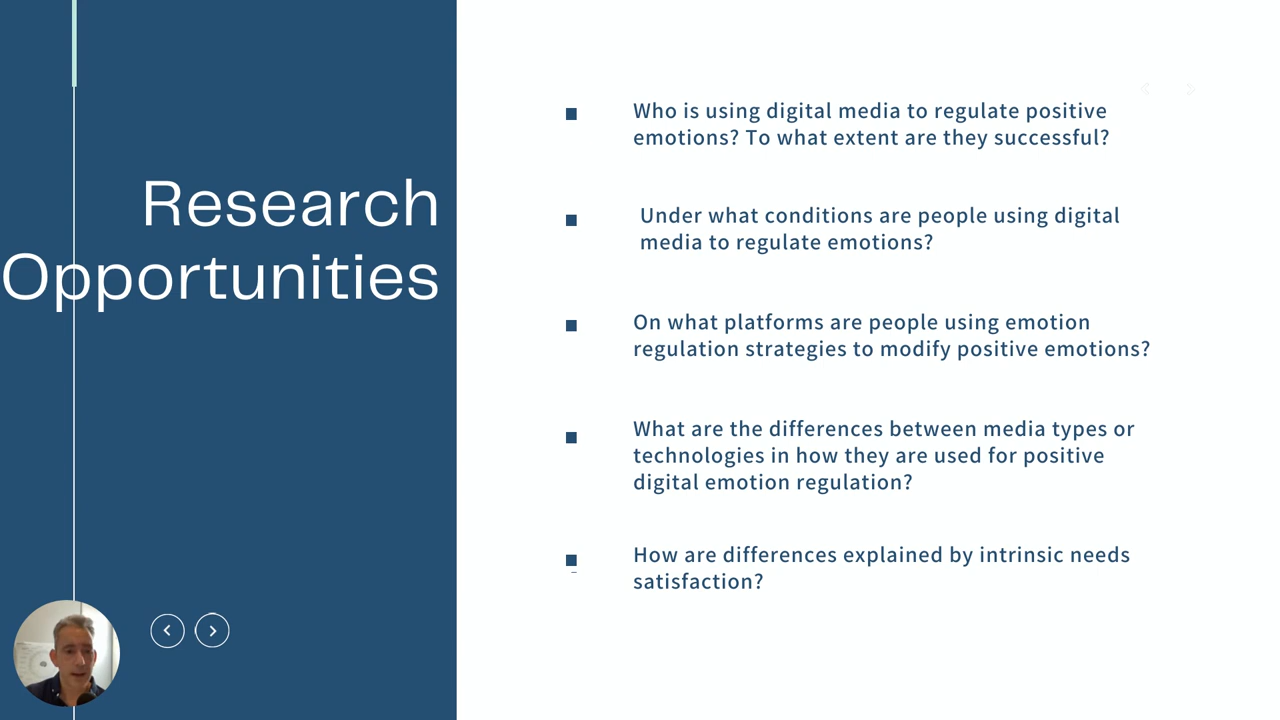 Research
Opportunities
Who is using digital media to regulate positive
emotions? To what extent are they successful?
Under what conditions are people using digital
media to regulate emotions?
On what platforms are people using emotion
regulation strategies to modify positive emotions?
What are the differences between media types or
technologies in how they are used for positive
digital emotion regulation?
How are differences explained by intrinsic needs
satisfaction?